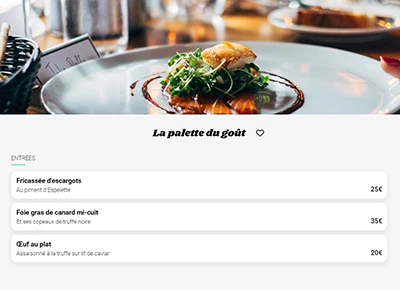 La palette du goût
ENTRÉES
Fricassée d'escargots
Au piment d'Espelette
25€
Foie gras de canard mi-cuit
Et ses copeaux de truffe noire
35€
Œuf au plat
Assaisonné à la truffe sur lit de caviar
20€